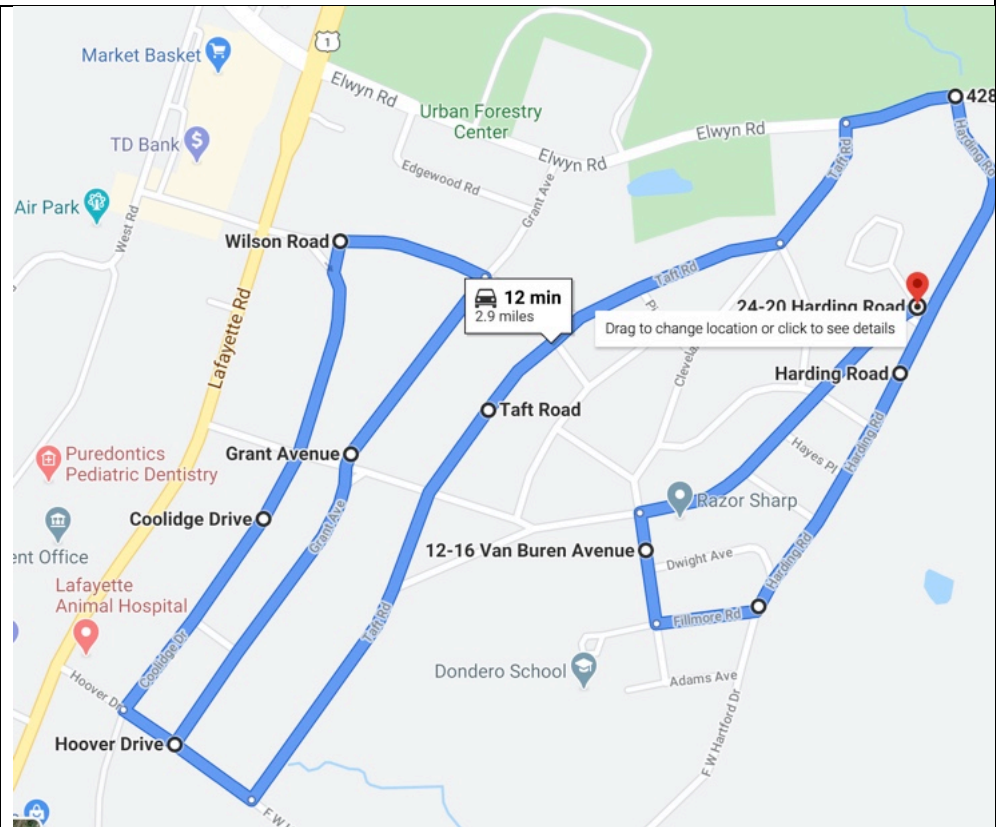 Market Basket
1
Elwyn Rd
Urban Forestry
Center
TD Bank
Elwyn Rd
Elwyn Rd
428
Harding Rd
Taft Rd
Edgewood Rd
Grant Ave
Air Park
West Rd
Wilson Road
Taft Rd
12 min
2.9 miles
24-20 Harding Road
Drag to change location or click to see details
Lafayette Rd
Clevela
Harding Road
Taft Road
Puredontics
Pediatric Dentistry
Grant Avenue
Hayes Pl
Harding Rd
Razor Sharp
Coolidge Drive
Grant Ave
ent Office
12-16 Van Buren Avenue
Dwight Ave
Harding Rd
Lafayette
Animal Hospital
Taft Rd
Fillmore Rd
Coolidge Dr
Dondero School
Adams Ave
Hoover Dr
F W Hartford Dr
Hoover Drive
F W